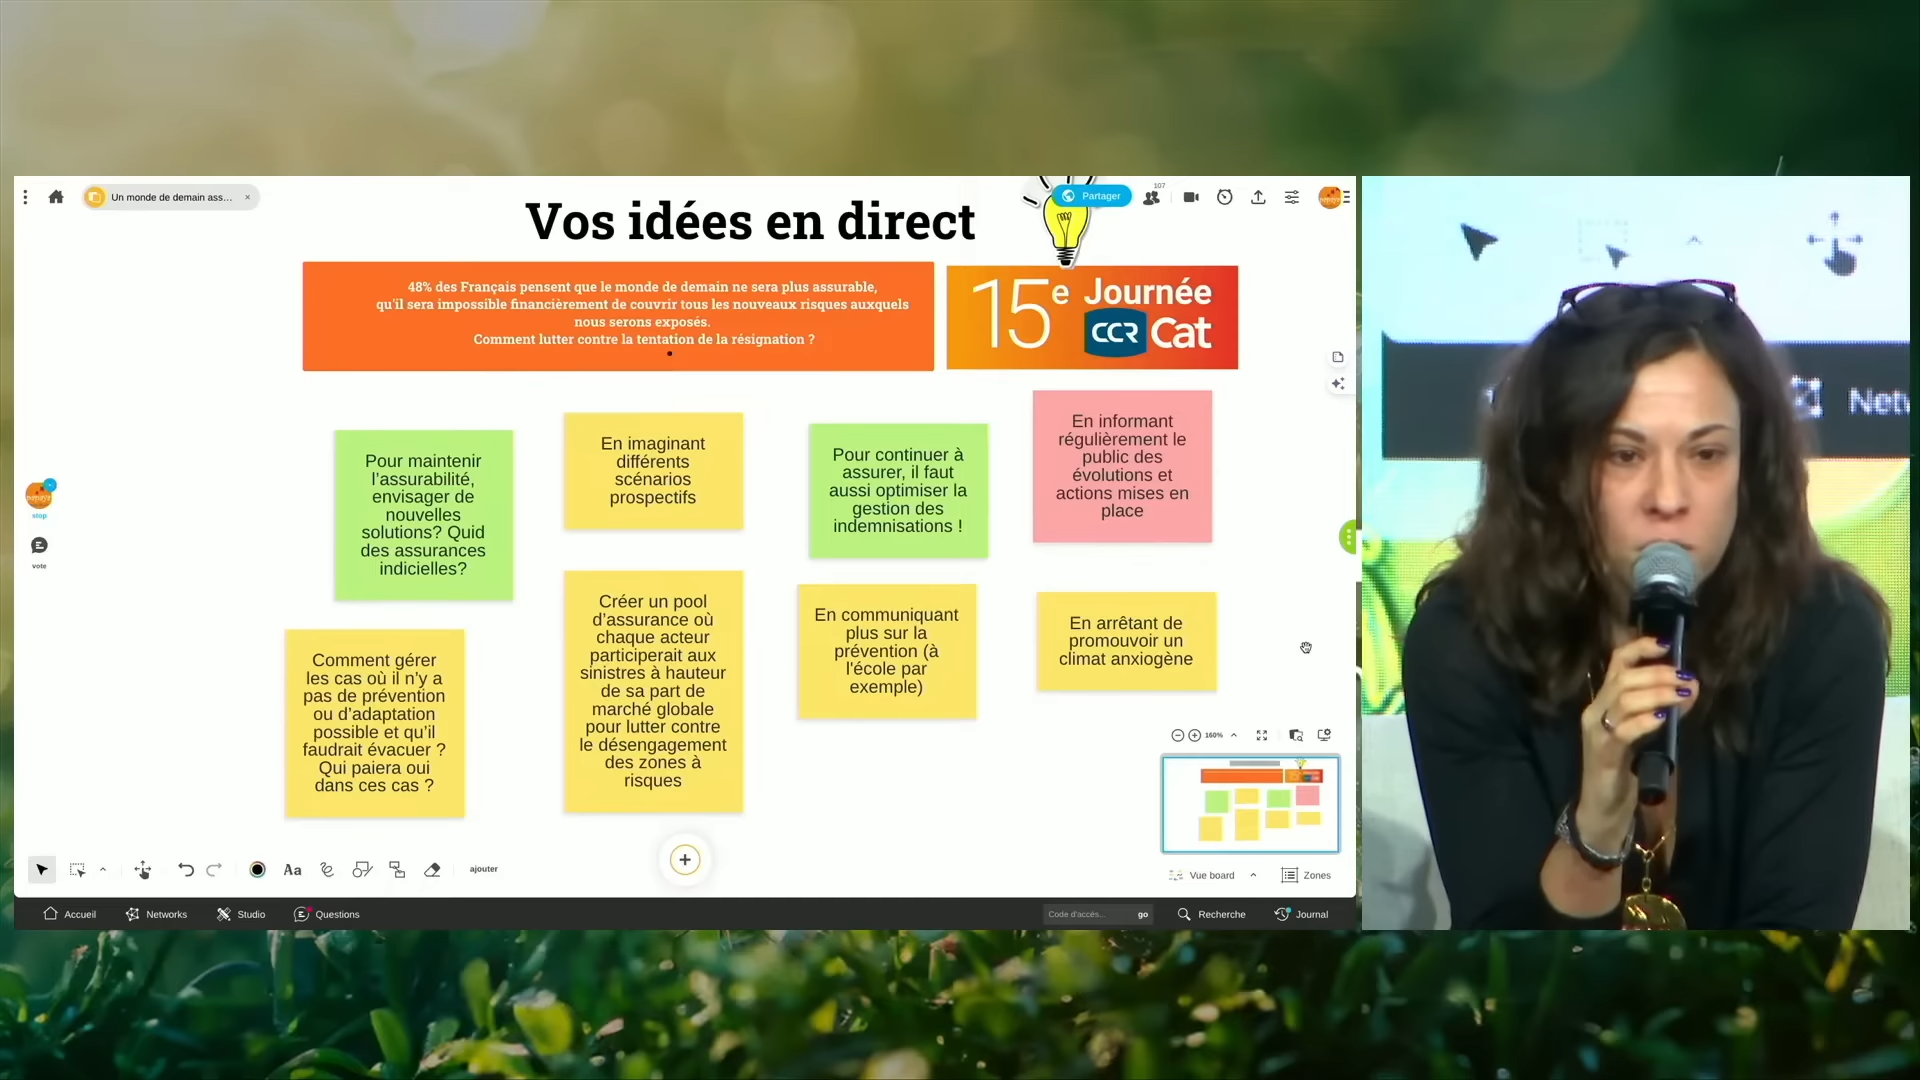 Un monde de demain ass...
Vos idées en direct
Partager
107
48% des Français pensent que le monde de demain ne sera plus assurable,
qu'il sera impossible financièrement de couvrir tous les nouveaux risques auxquels
nous serons exposés.
Comment lutter contre la tentation de la résignation ?
15e Journée
CCR Cat
Pour maintenir
l'assurabilité,
envisager de
nouvelles
solutions? Quid
des assurances
indicielles?
En imaginant
différents
scénarios
prospectifs
Pour continuer à
assurer, il faut
aussi optimiser la
gestion des
indemnisations !
En informant
régulièrement le
public des
évolutions et
actions mises en
place
Comment gérer
les cas où il n'y a
pas de prévention
ou d'adaptation
possible et qu'il
faudrait évacuer ?
Qui paiera oui
dans ces cas ?
Créer un pool
d'assurance où
chaque acteur
participerait aux
sinistres à hauteur
de sa part de
marché globale
pour lutter contre
le désengagement
des zones à
risques
En communiquant
plus sur la
prévention (à
l'école par
exemple)
En arrêtant de
promouvoir un
climat anxiogène
stop
vote
160%
Aa
ajouter
Vue board
Zones
Accueil
Networks
Studio
Questions
Code d'accès...
go
Recherche
Journal
Net